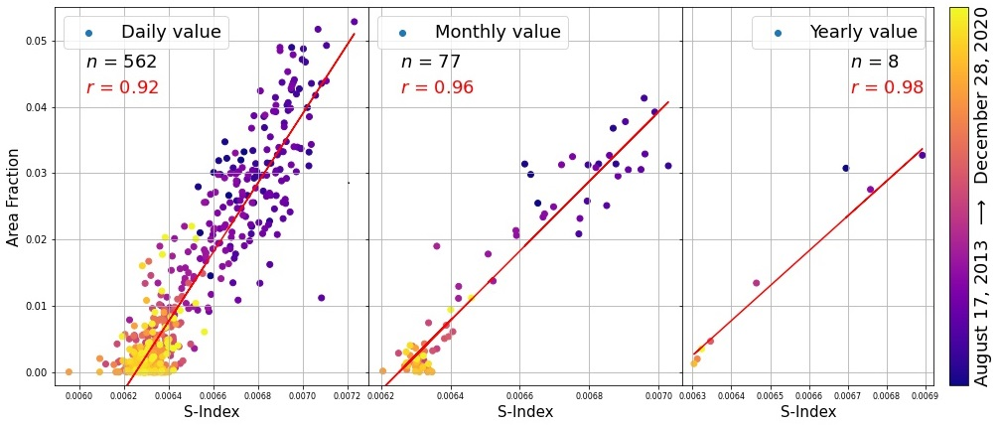 Daily value
n = 562
r = 0.92
Monthly value
n = 77
r = 0.96
Yearly value
n = 8
r = 0.98
0.05
0.04
0.03
0.02
0.01
0.00
Area Fraction
0.0060 0.0062 0.0064 0.0066 0.0068 0.0070 0.0072
S-Index
0.0062 0.0064 0.0066 0.0068 0.0070
S-Index
0.0063 0.0064 0.0065 0.0066 0.0067 0.0068 0.0069
S-Index
August 17, 2013 ⟶ December 28, 2020